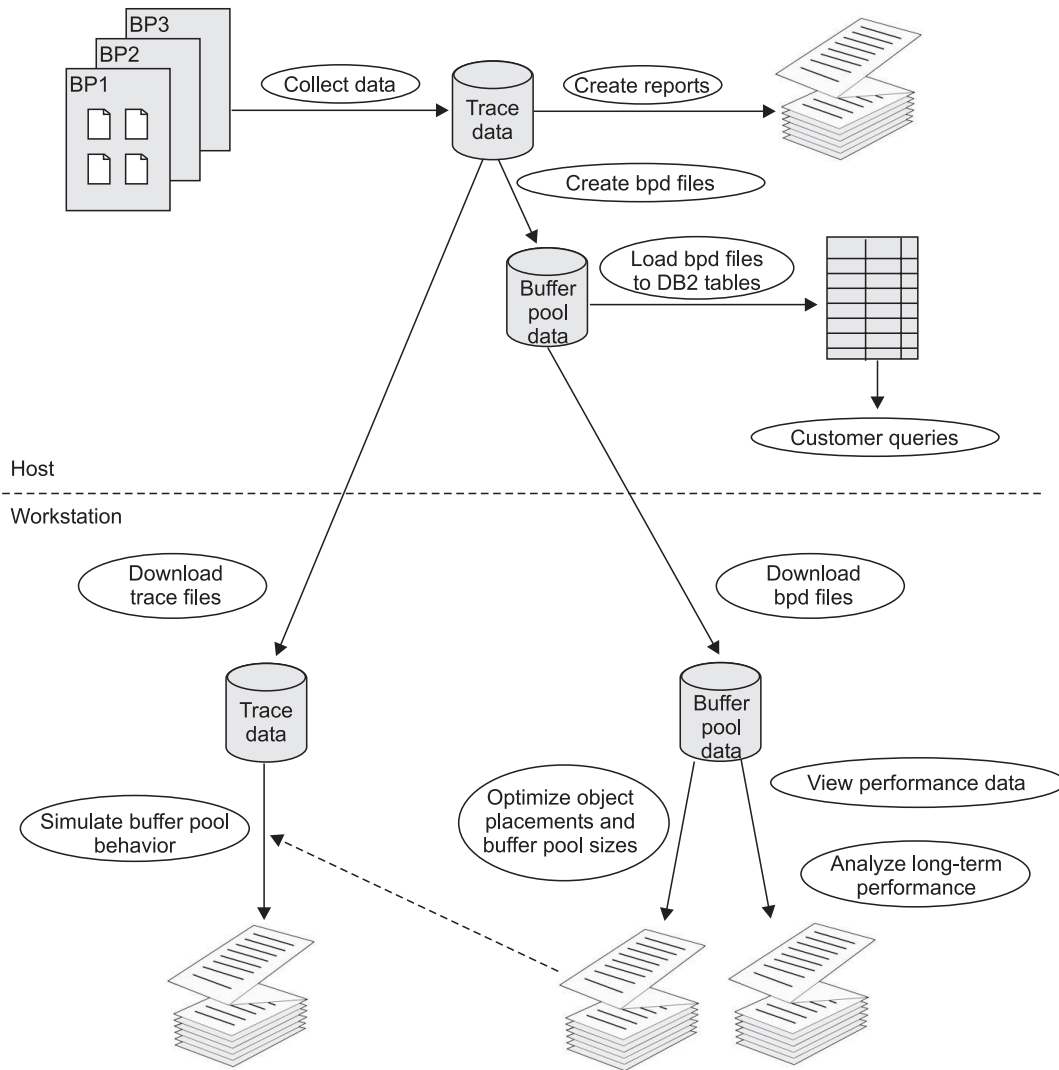 BP3
BP2
BP1
Collect data
Trace
data
Create reports
Create bpd files
Buffer
pool
data
Load bpd files
to DB2 tables
Customer queries
Host
Workstation
Download
trace files
Download
bpd files
Trace
data
Buffer
pool
data
Simulate buffer pool
behavior
Optimize object
placements and
buffer pool sizes
View performance data
Analyze long-term
performance